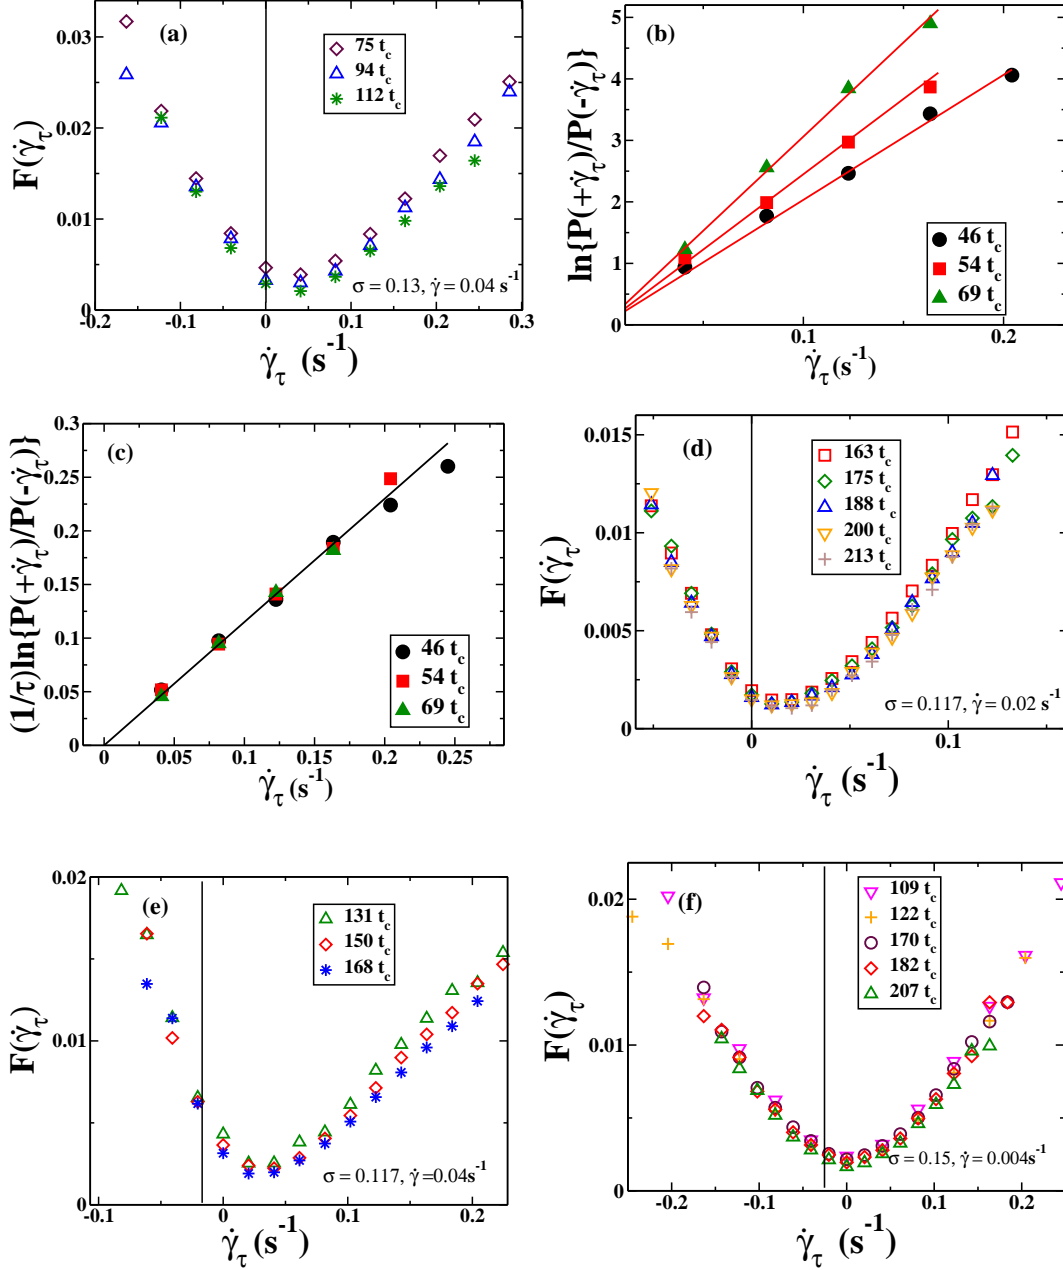 (a)
75 t_c
94 t_c
112 t_c
F(γ̇_τ)
0.03
0.02
0.01
0
-0.2 -0.1 0 0.1 0.2 0.3
σ = 0.13, γ̇ = 0.04 s^-1
γ̇_τ (s^-1)
(b)
ln{P(+γ̇_τ)/P(-γ̇_τ)}
5
4
3
2
1
0
46 t_c
54 t_c
69 t_c
0.1 0.2
γ̇_τ (s^-1)
(c)
(1/τ)ln{P(+γ̇_τ)/P(-γ̇_τ)}
0.3
0.25
0.2
0.15
0.1
0.05
0
46 t_c
54 t_c
69 t_c
0 0.05 0.1 0.15 0.2 0.25
γ̇_τ (s^-1)
(d)
163 t_c
175 t_c
188 t_c
200 t_c
213 t_c
F(γ̇_τ)
0.015
0.01
0.005
0
σ = 0.117, γ̇ = 0.02 s^-1
0 0.1
γ̇_τ (s^-1)
(e)
131 t_c
150 t_c
168 t_c
F(γ̇_τ)
0.02
0.01
0
σ = 0.117, γ̇ =0.04s^-1
-0.1 0 0.1 0.2
γ̇_τ (s^-1)
(f)
109 t_c
122 t_c
170 t_c
182 t_c
207 t_c
F(γ̇_τ)
0.02
0.01
0
σ = 0.15, γ̇ = 0.004s^-1
-0.2 -0.1 0 0.1 0.2
γ̇_τ (s^-1)